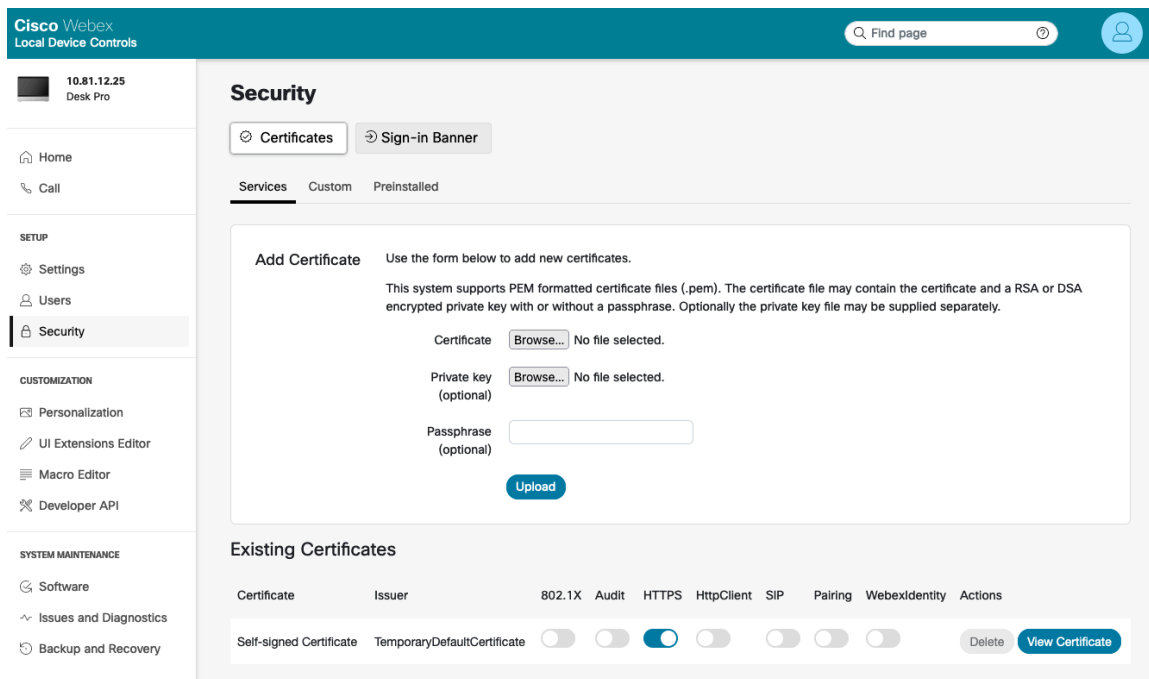 Cisco Webex
Local Device Controls
Find page
10.81.12.25
Desk Pro
Home
Call
SETUP
Settings
Users
Security
CUSTOMIZATION
Personalization
UI Extensions Editor
Macro Editor
Developer API
SYSTEM MAINTENANCE
Software
Issues and Diagnostics
Backup and Recovery
Security
Certificates Sign-in Banner
Services Custom Preinstalled
Add Certificate Use the form below to add new certificates.
This system supports PEM formatted certificate files (.pem). The certificate file may contain the certificate and a RSA or DSA
encrypted private key with or without a passphrase. Optionally the private key file may be supplied separately.
Certificate Browse... No file selected.
Private key Browse... No file selected.
(optional)
Passphrase
(optional)
Upload
Existing Certificates
Certificate Issuer 802.1X Audit HTTPS HttpClient SIP Pairing WebexIdentity Actions
Self-signed Certificate TemporaryDefaultCertificate Delete View Certificate